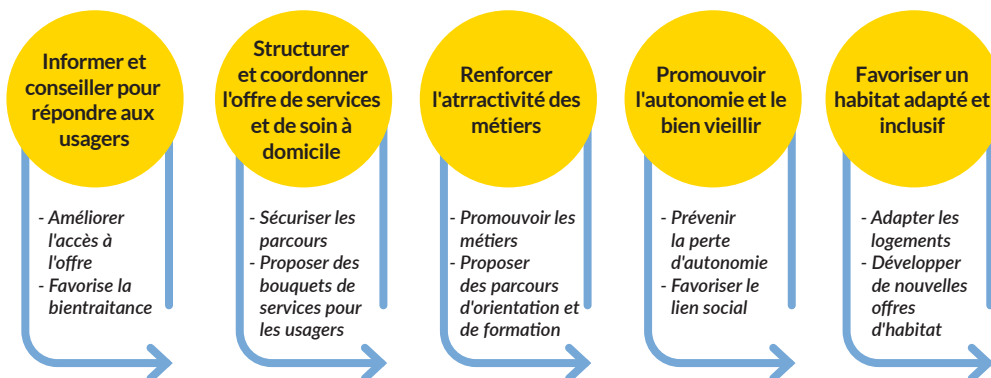 Informer et
conseiller pour
répondre aux
usagers
- Améliorer
l'accès à
l'offre
- Favorise la
bientraitance
Structurer
et coordonner
l'offre de services
et de soin à
domicile
- Sécuriser les
parcours
- Proposer des
bouquets de
services pour
les usagers
Renforcer
l'atrractivité des
métiers
- Promouvoir les
métiers
- Proposer
des parcours
d'orientation et
de formation
Promouvoir
l'autonomie et le
bien vieillir
- Prévenir
la perte
d'autonomie
- Favoriser le
lien social
Favoriser un
habitat adapté et
inclusif
- Adapter les
logements
- Développer
de nouvelles
offres
d'habitat